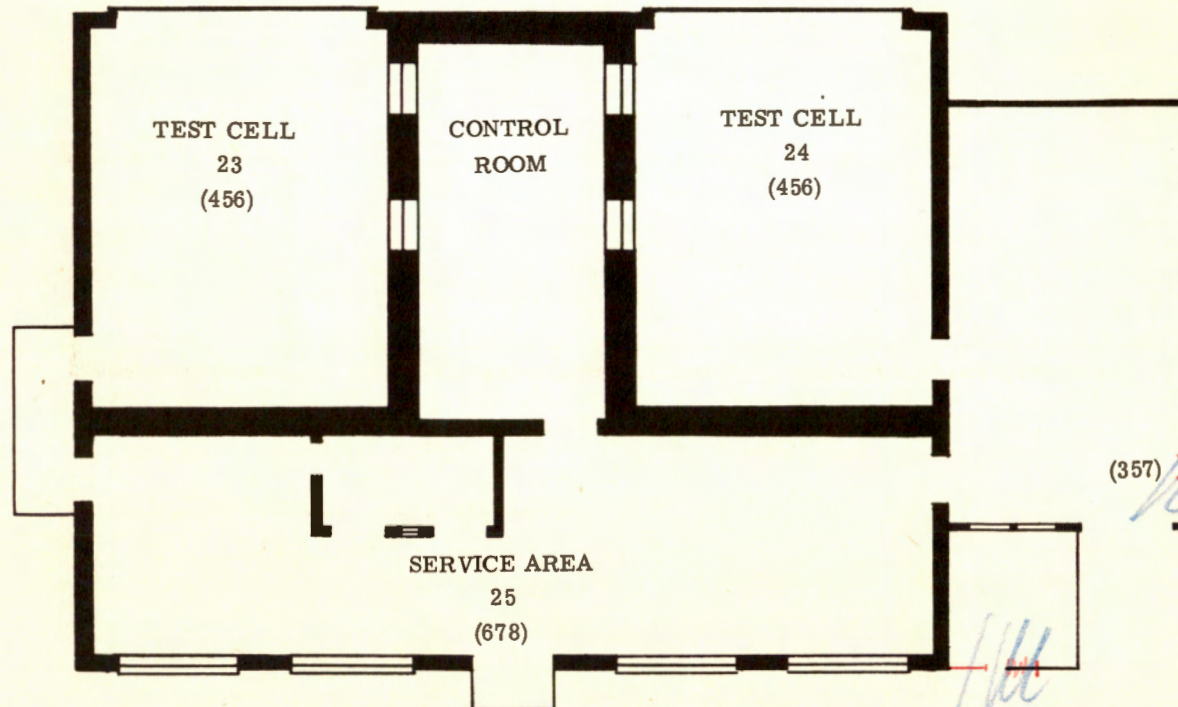 TEST CELL
23
(456)
CONTROL
ROOM
TEST CELL
24
(456)
(357)
SERVICE AREA
25
(678)